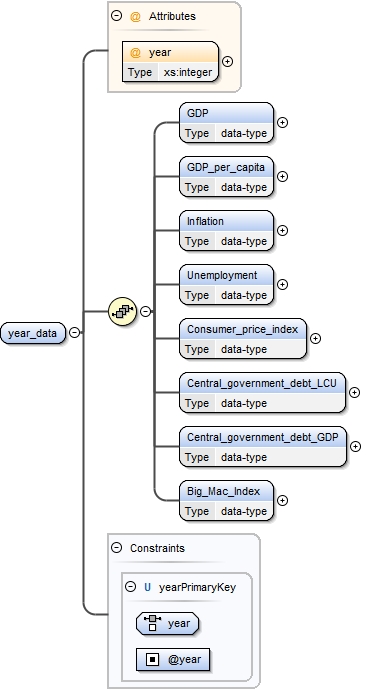 Attributes
@ year
Type xs:integer
GDP
Type data-type
GDP_per_capita
Type data-type
Inflation
Type data-type
Unemployment
Type data-type
year_data
Consumer_price_index
Type data-type
Central_government_debt_LCU
Type data-type
Central_government_debt_GDP
Type data-type
Big_Mac_Index
Type data-type
Constraints
U yearPrimaryKey
year
@year